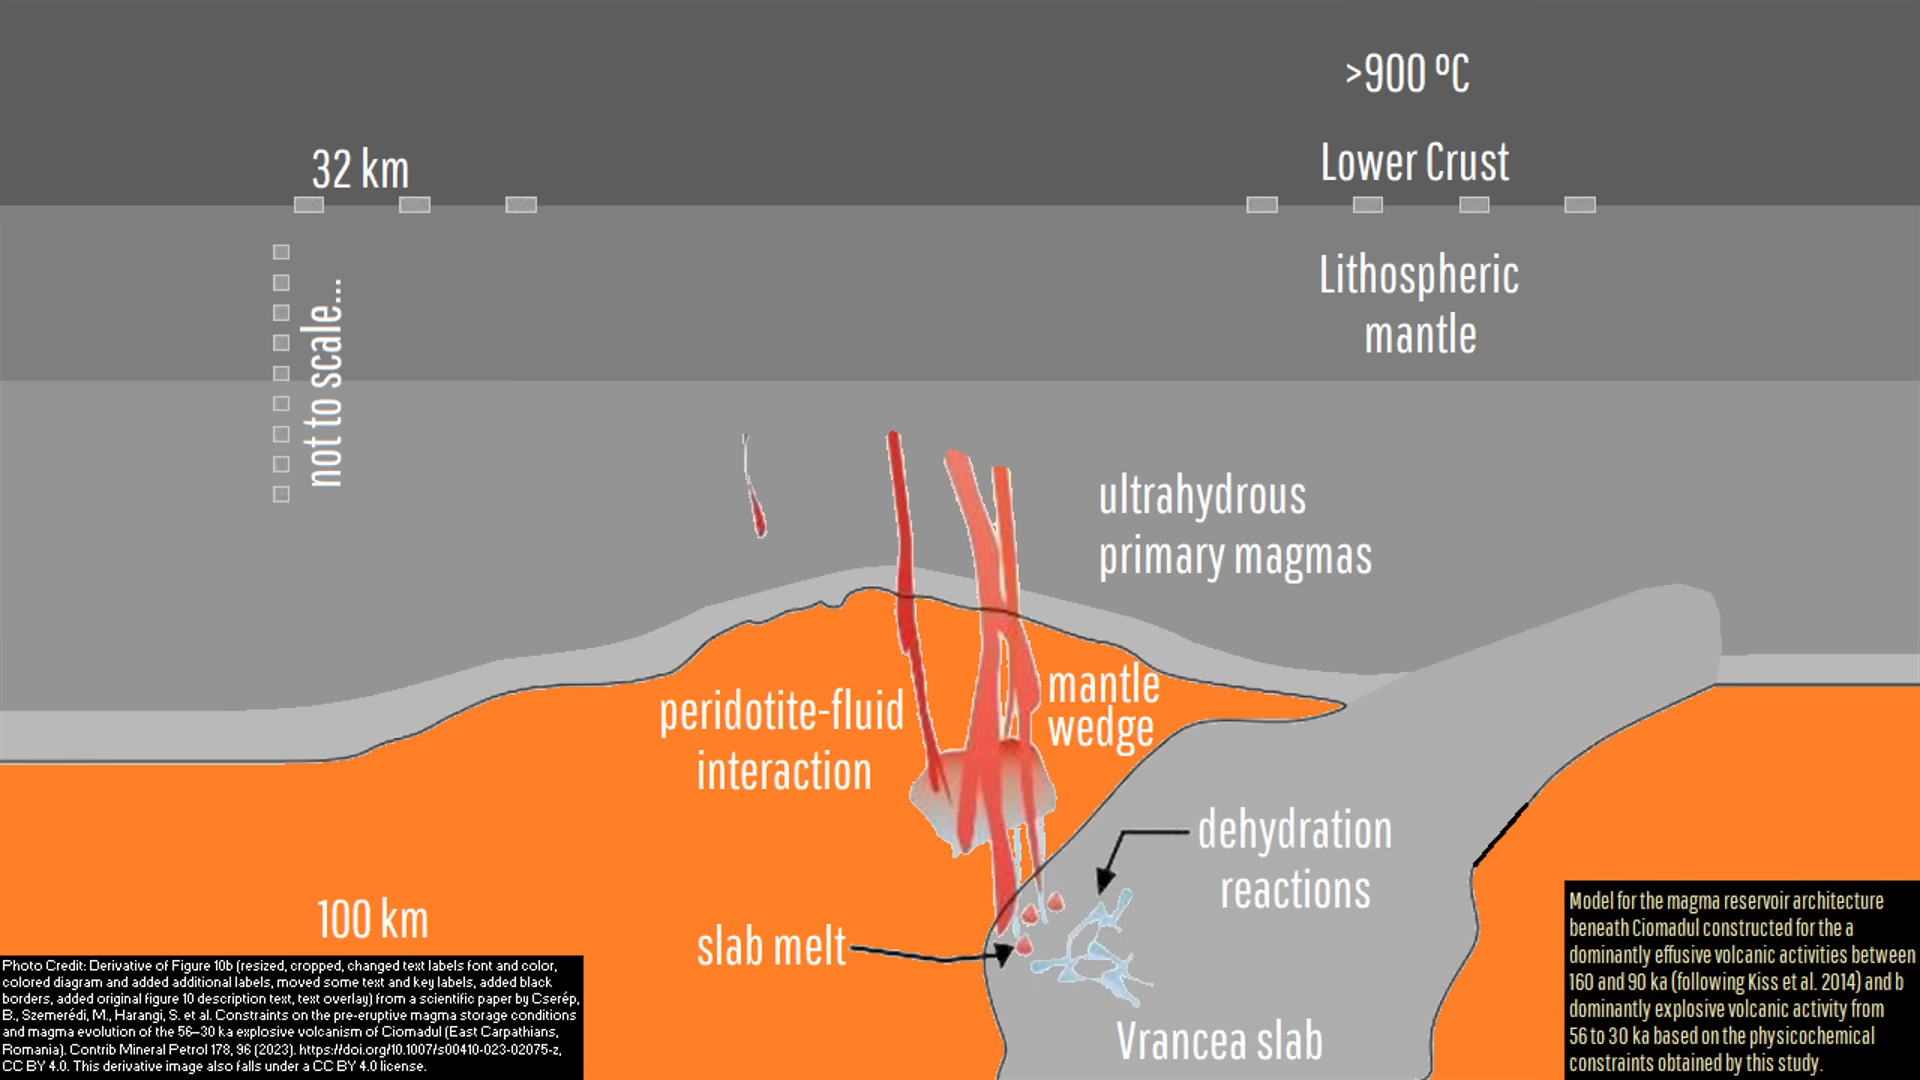 >900 ºC
32 km
Lower Crust
Lithospheric
mantle
not to scale...
ultrahydrous
primary magmas
mantle
wedge
peridotite-fluid
interaction
dehydration
reactions
100 km
slab melt
Vrancea slab
Model for the magma reservoir architecture
beneath Ciomadul constructed for the a
dominantly effusive volcanic activities between
160 and 90 ka (following Kiss et al. 2014) and b
dominantly explosive volcanic activity from
56 to 30 ka based on the physicochemical
constraints obtained by this study.
Photo Credit: Derivative of Figure 10b (resized, cropped, changed text labels font and color,
colored diagram and added additional labels, moved some text and key labels, added black
borders, added original figure 10 description text, text overlay) from a scientific paper by Cserép,
B., Szemerédi, M., Harangi, S. et al. Constraints on the pre-eruptive magma storage conditions
and magma evolution of the 56–30 ka explosive volcanism of Ciomadul (East Carpathians,
Romania). Contrib Mineral Petrol 178, 96 (2023). https://doi.org/10.1007/s00410-023-02075-z,
CC BY 4.0. This derivative image also falls under a CC BY 4.0 license.